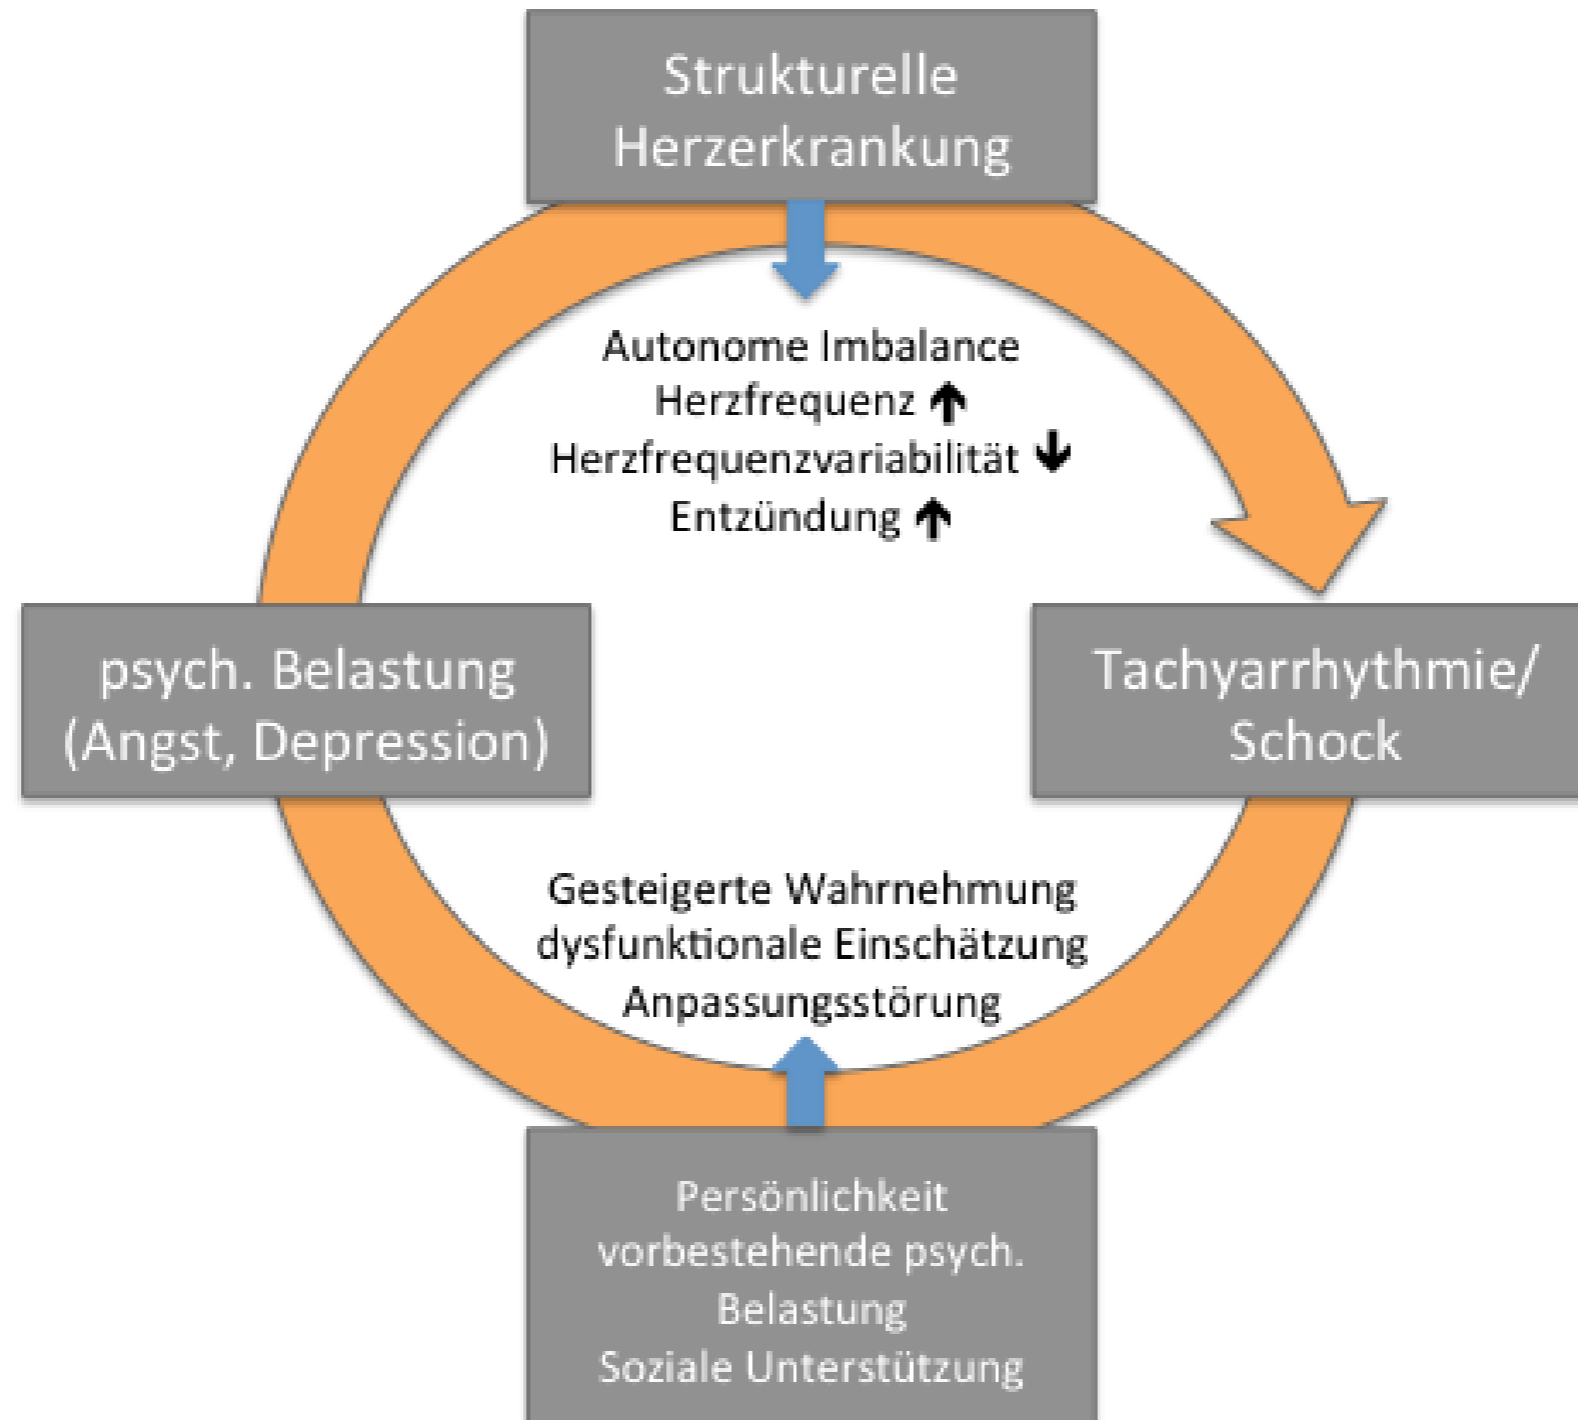 Strukturelle
Herzerkrankung
Autonome Imbalance
Herzfrequenz ↑
Herzfrequenzvariabilität ↓
Entzündung ↑
psych. Belastung
(Angst, Depression)
Tachyarrhythmie/
Schock
Gesteigerte Wahrnehmung
dysfunktionale Einschätzung
Anpassungsstörung
Persönlichkeit
vorbestehende psych.
Belastung
Soziale Unterstützung